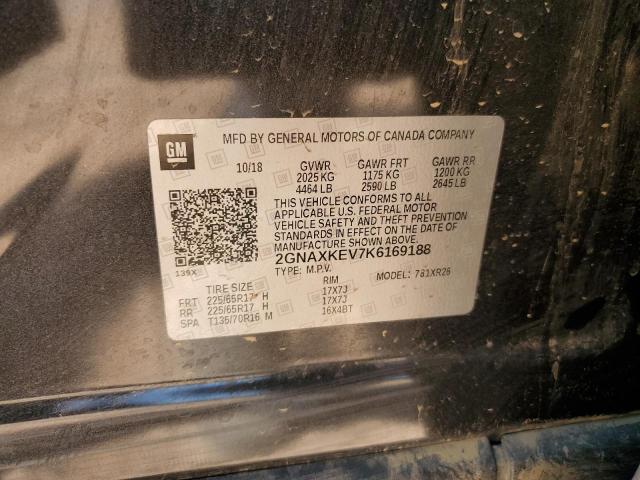 GM MFD BY GENERAL MOTORS OF CANADA COMPANY
10/18 GVWR GAWR FRT GAWR RR
2025 KG 1175 KG 1200 KG
4464 LB 2590 LB 2645 LB
THIS VEHICLE CONFORMS TO ALL
APPLICABLE U.S. FEDERAL MOTOR
VEHICLE SAFETY AND THEFT PREVENTION
STANDARDS IN EFFECT ON THE DATE OF
MANUFACTURE SHOWN ABOVE.
2GNAXKEV7K6169188
139X TYPE: M.P.V. MODEL: 781XR26
TIRE SIZE RIM
FRT 225/65R17 H 17X7J
RR 225/65R17 H 17X7J
SPA T135/70R16 M 16X4BT